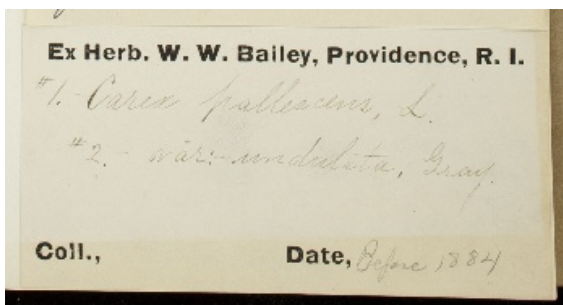 Ex Herb. W. W. Bailey, Providence, R. I.
#1. - Carex pallescens, L.
#2. - var:- undulata, Gray.
Coll., Date, Before 1884